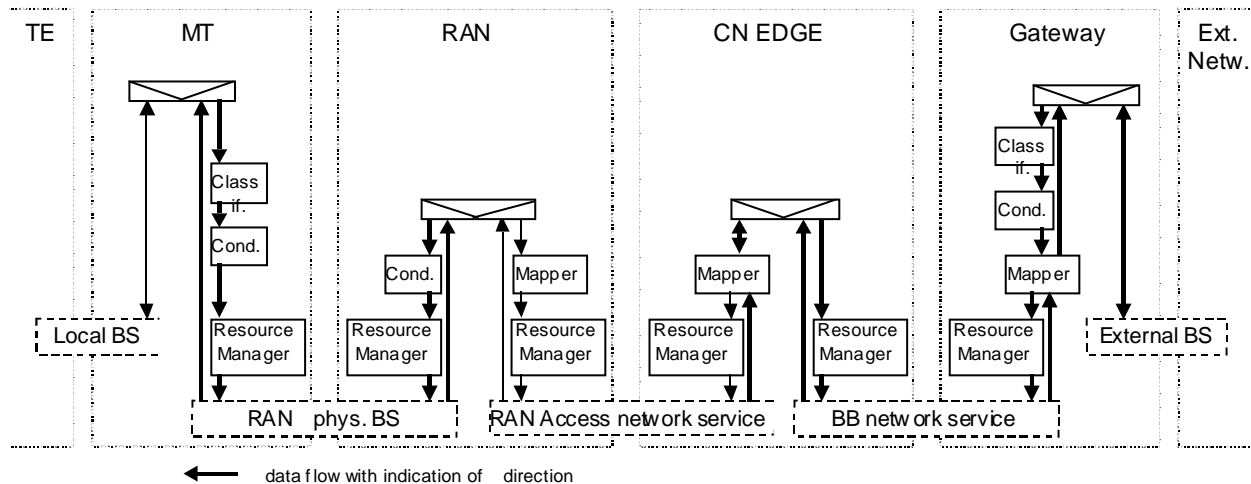 TE
MT
RAN
CN EDGE
Gateway
Ext.
Netw.
Class
if.
Cond.
Resource
Manager
Local BS
RAN phys. BS
Cond.
Resource
Manager
Mapper
Resource
Manager
RAN Access network service
Mapper
Resource
Manager
Resource
Manager
BB network service
Class
if.
Cond.
Mapper
Resource
Manager
External BS
data flow with indication of direction